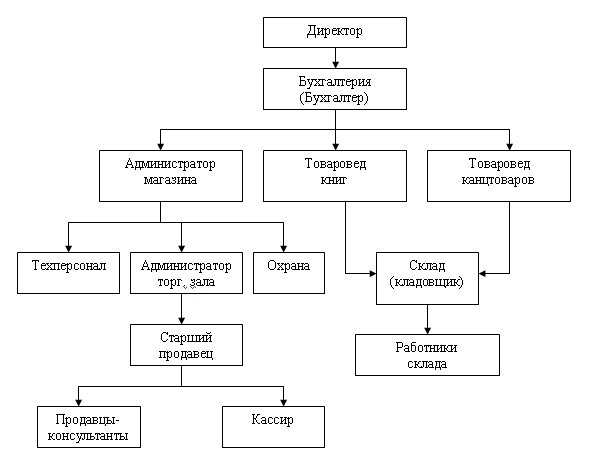 Директор
Бухгалтерия
(Бухгалтер)
Администратор
магазина
Товаровед
книг
Товаровед
канцтоваров
Техперсонал
Администратор
торг. зала
Охрана
Склад
(кладовщик)
Старший
продавец
Работники
склада
Продавцы-
консультанты
Кассир